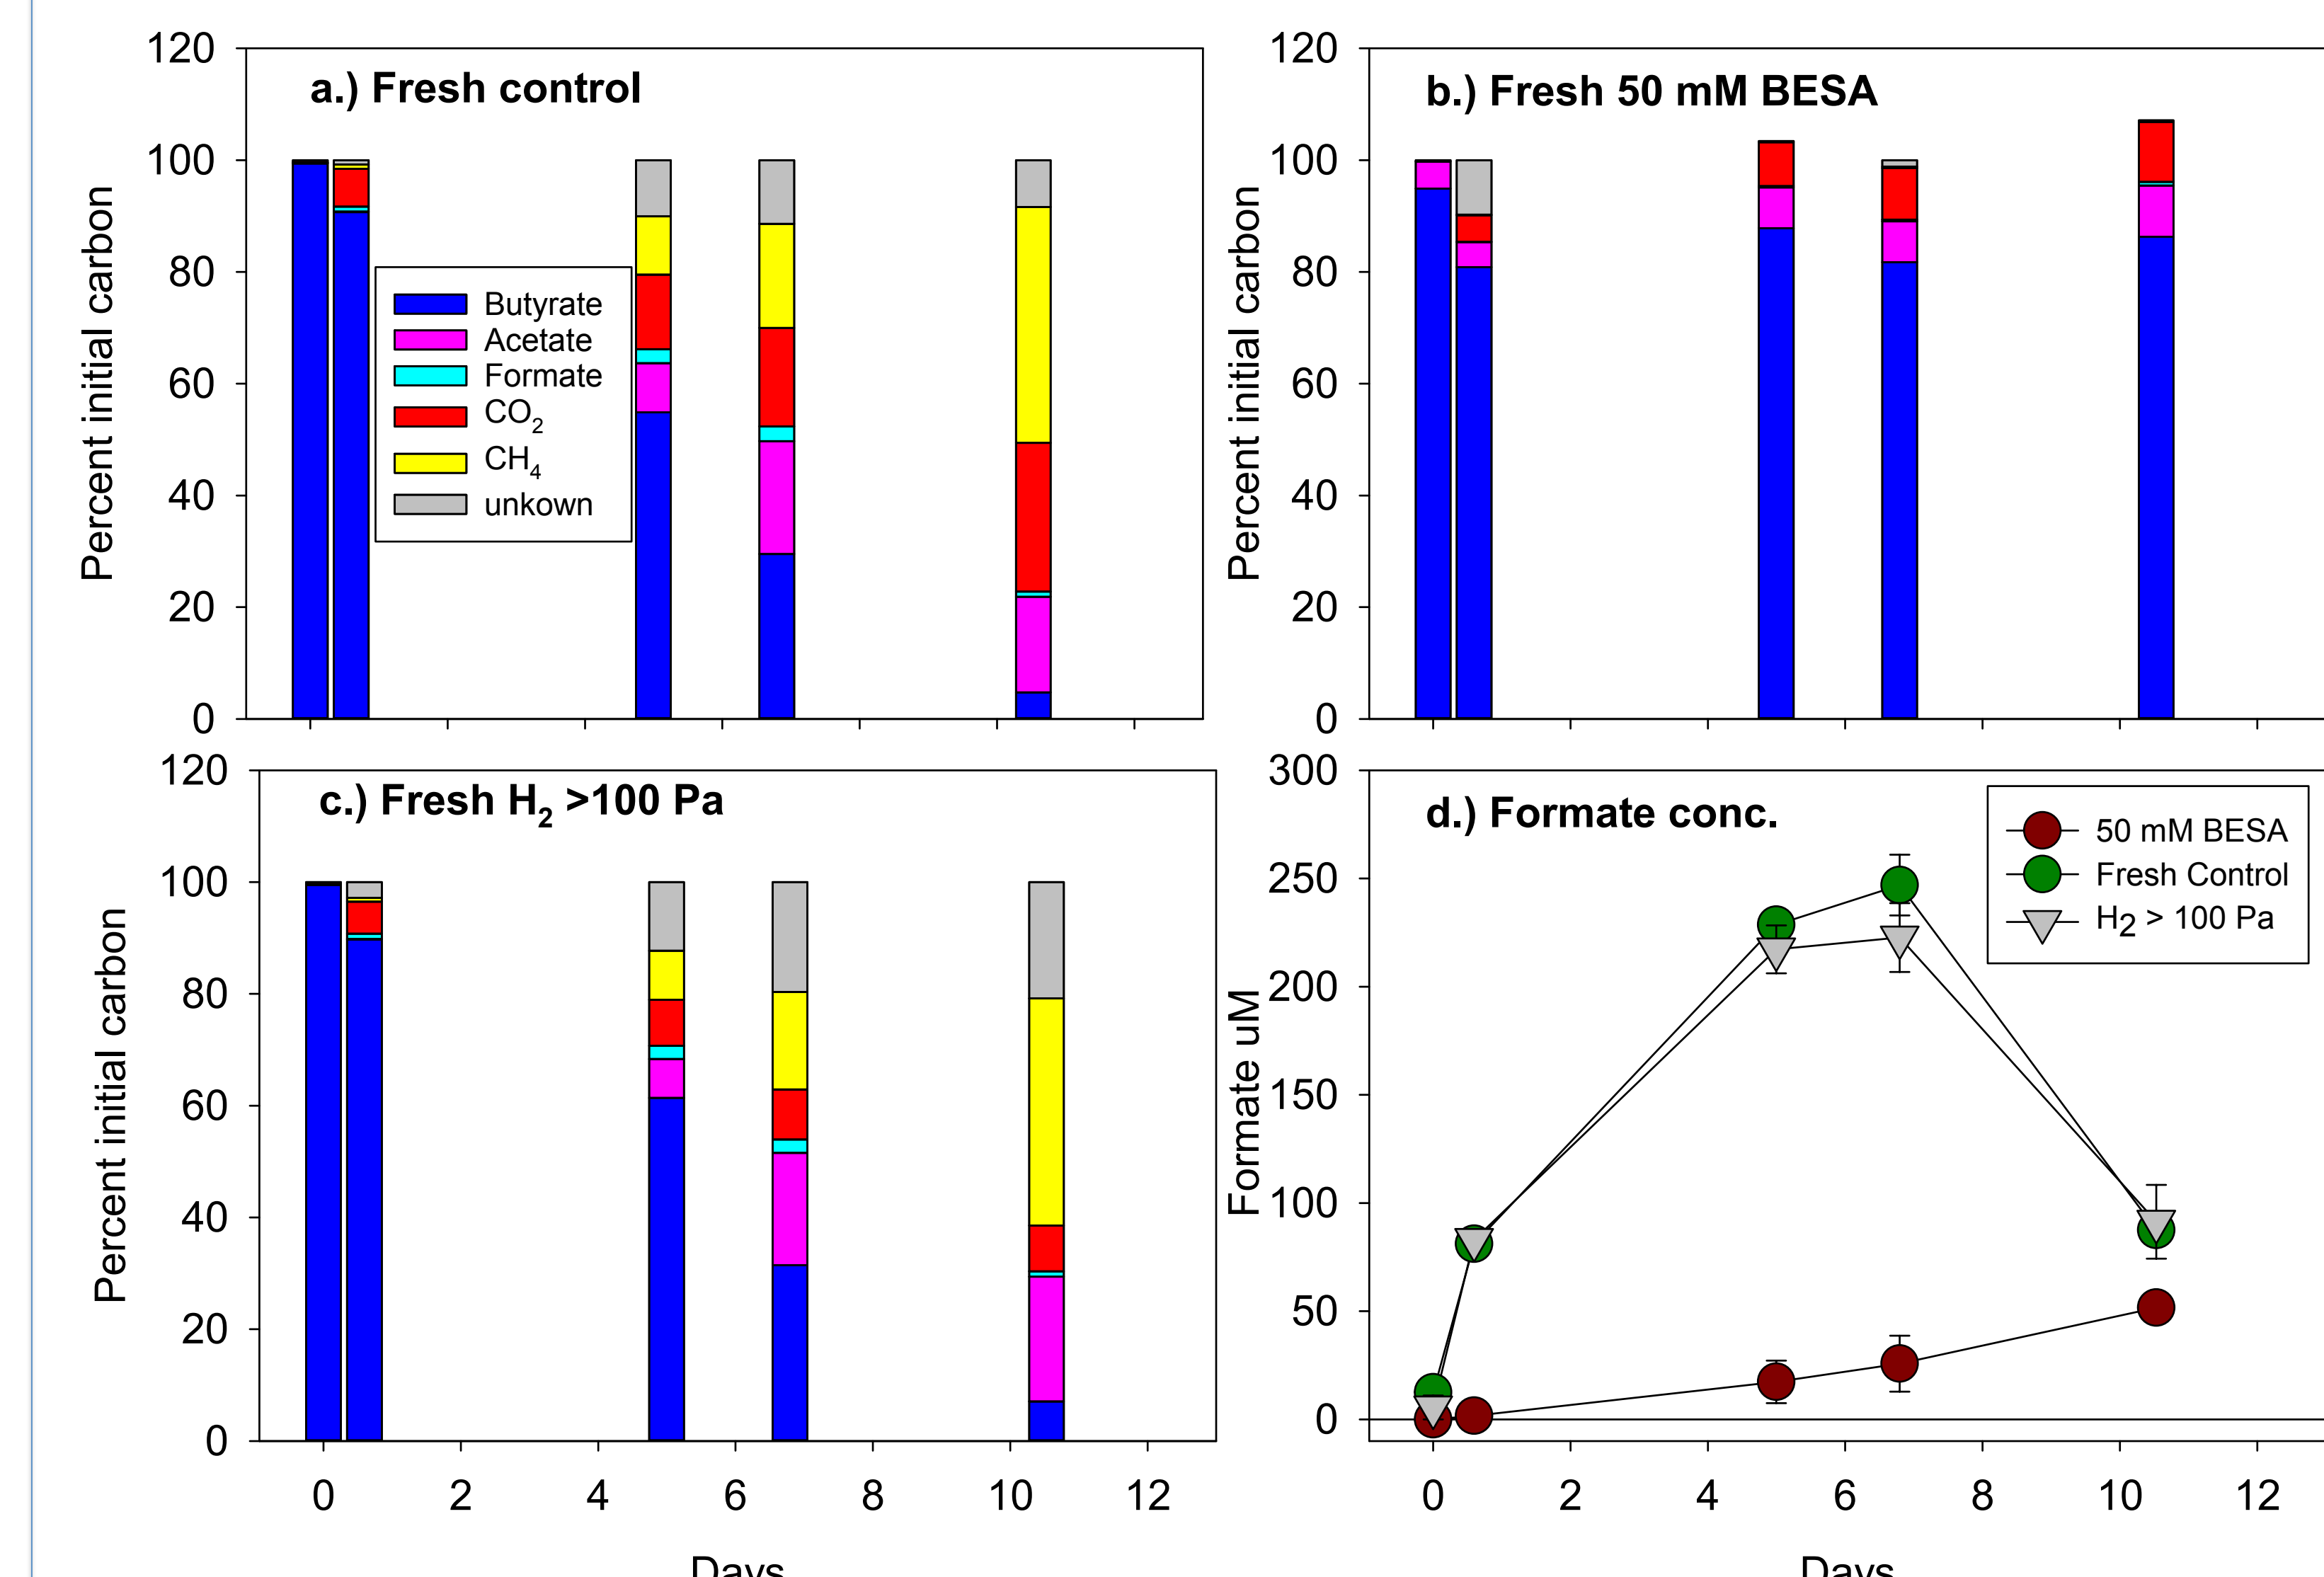 a.) Fresh control
120
100
80
60
40
20
0
Percent initial carbon
Butyrate
Acetate
Formate
CO2
CH4
unkown
b.) Fresh 50 mM BESA
120
100
80
60
40
20
0
Percent initial carbon
c.) Fresh H2 >100 Pa
120
100
80
60
40
20
0
Percent initial carbon
0 2 4 6 8 10 12
Days
d.) Formate conc.
300
250
200
150
100
50
0
Formate uM
50 mM BESA
Fresh Control
H2 > 100 Pa
0 2 4 6 8 10 12
Days